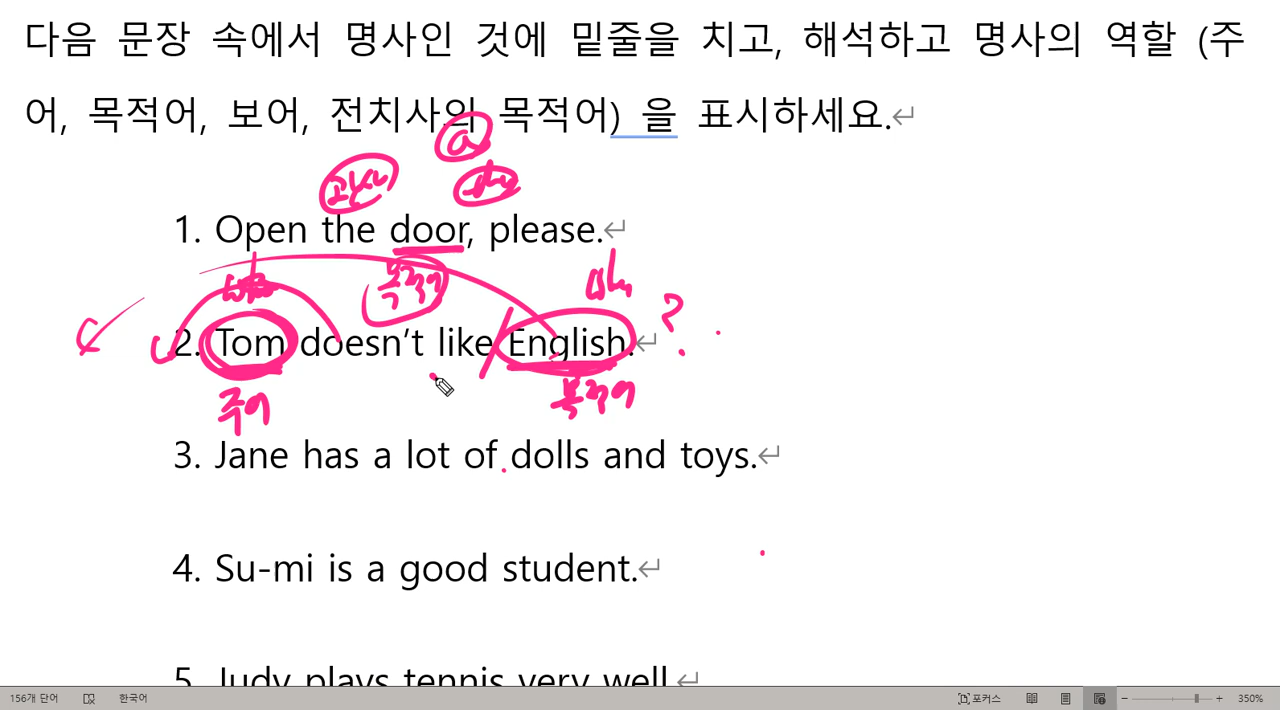 다음 문장 속에서 명사인 것에 밑줄을 치고, 해석하고 명사의 역할 (주
어, 목적어, 보어, 전치사의 목적어) 을 표시하세요.
a
관사
1. Open the door, please.
목적어
2. Tom doesn't like English. ?
주어 목적어
3. Jane has a lot of dolls and toys.
4. Su-mi is a good student.
5. Judy plays tennis very well.
156개 단어 한국어 포커스 350%